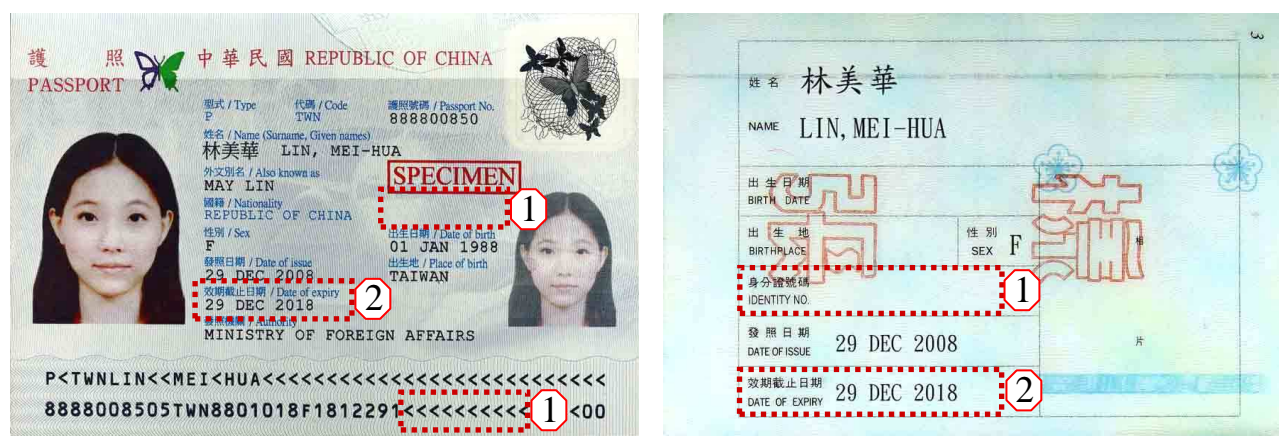 護 照 中華民國 REPUBLIC OF CHINA
PASSPORT
型式 / Type 代碼 / Code 護照號碼 / Passport No.
P TWN 888800850
姓名 / Name (Surname, Given names)
林美華 LIN, MEI-HUA
外文別名 / Also known as
MAY LIN
SPECIMEN
國籍 / Nationality
REPUBLIC OF CHINA
1
性別 / Sex 出生日期 / Date of birth
F 01 JAN 1988
發照日期 / Date of issue 出生地 / Place of birth
29 DEC 2008 TAIWAN
效期截止日期 / Date of expiry
29 DEC 2018
2
發照機關 / Authority
MINISTRY OF FOREIGN AFFAIRS
P<TWNLIN<<MEI<HUA<<<<<<<<<<<<<<<<<<<<<<<<<<<
8888008505TWN8801018F1812291<<<<<<<<<< 1 <00
3
姓名 林美華
NAME LIN, MEI-HUA
出生日期
BIRTH DATE
出生地 性別
BIRTHPLACE SEX F
相
身分證號碼
IDENTITY NO.
1
發照日期
DATE OF ISSUE 29 DEC 2008
片
效期截止日期
DATE OF EXPIRY 29 DEC 2018
2